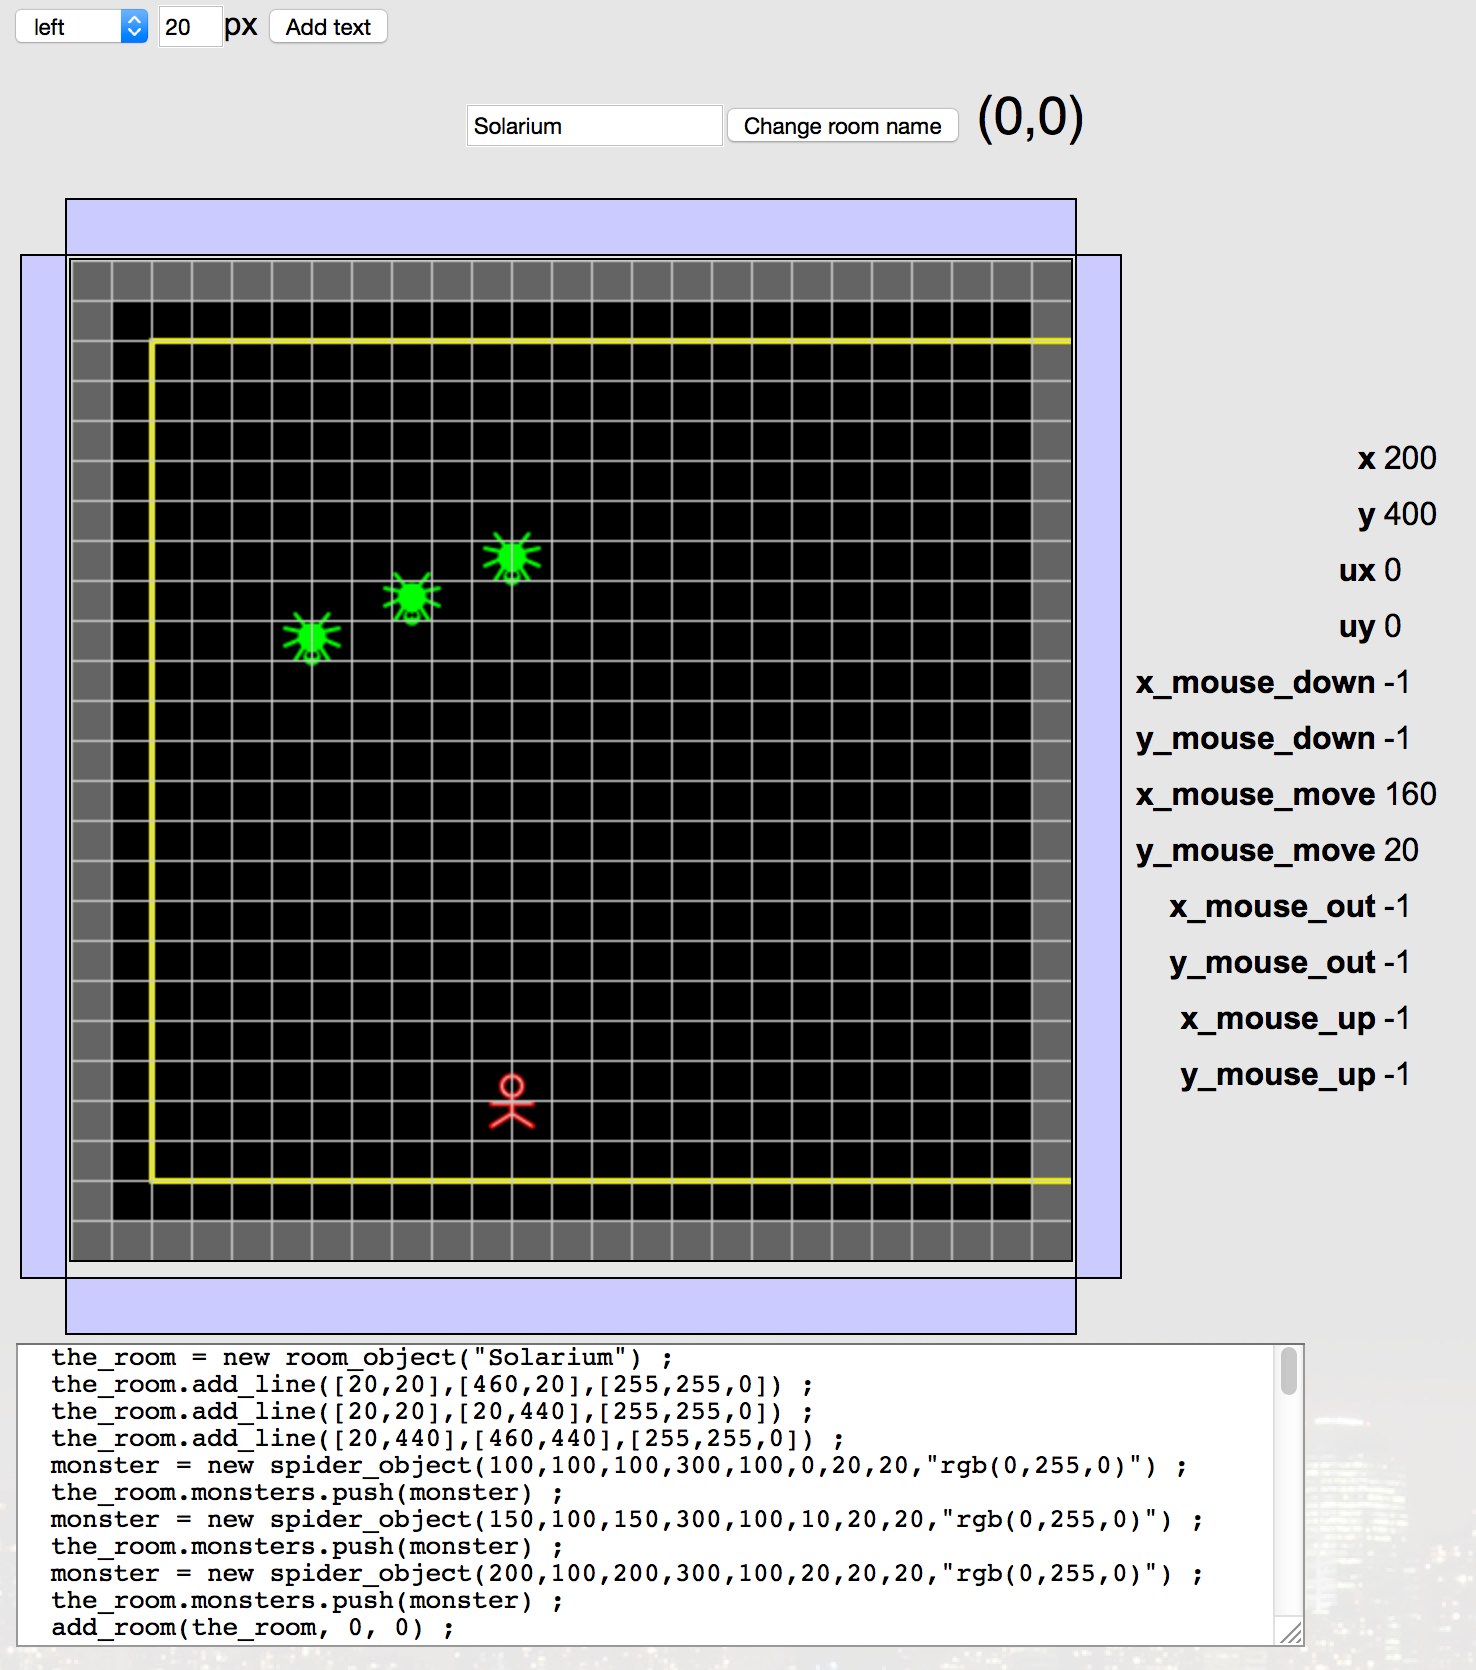 left 20 px Add text
Solarium Change room name (0,0)
x 200
y 400
ux 0
uy 0
x_mouse_down -1
y_mouse_down -1
x_mouse_move 160
y_mouse_move 20
x_mouse_out -1
y_mouse_out -1
x_mouse_up -1
y_mouse_up -1
the_room = new room_object("Solarium") ;
the_room.add_line([20,20],[460,20],[255,255,0]) ;
the_room.add_line([20,20],[20,440],[255,255,0]) ;
the_room.add_line([20,440],[460,440],[255,255,0]) ;
monster = new spider_object(100,100,100,300,100,0,20,20,"rgb(0,255,0)") ;
the_room.monsters.push(monster) ;
monster = new spider_object(150,100,150,300,100,10,20,20,"rgb(0,255,0)") ;
the_room.monsters.push(monster) ;
monster = new spider_object(200,100,200,300,100,20,20,20,"rgb(0,255,0)") ;
the_room.monsters.push(monster) ;
add_room(the_room, 0, 0) ;